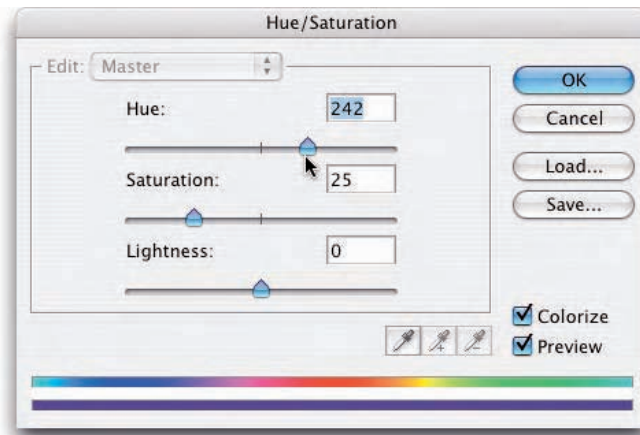 Hue/Saturation
Edit: Master
Hue: 242
Saturation: 25
Lightness: 0
OK
Cancel
Load...
Save...
Colorize
Preview